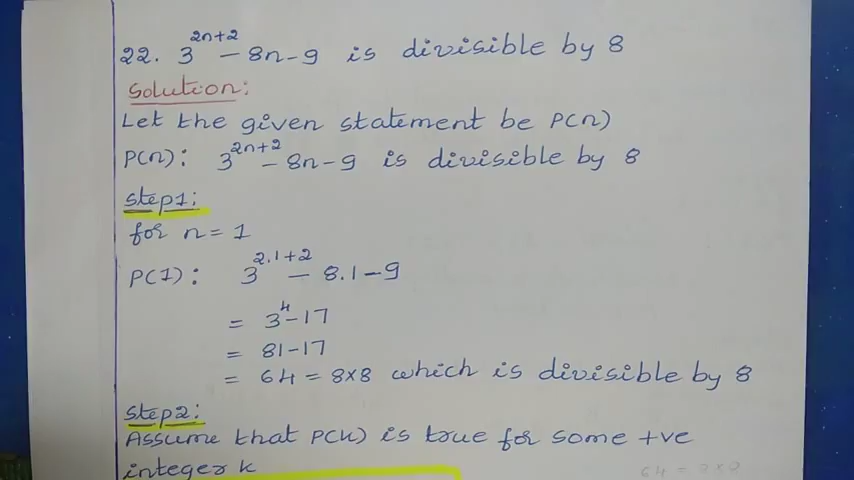 22. 3^{2n+2} - 8n - 9 is divisible by 8
Solution:
Let the given statement be P(n)
P(n): 3^{2n+2} - 8n - 9 is divisible by 8
Step1:
for n = 1
P(1): 3^{2.1+2} - 8.1 - 9
= 3^4 - 17
= 81 - 17
= 64 = 8×8 which is divisible by 8
Step2:
Assume that P(k) is true for some +ve
integer k